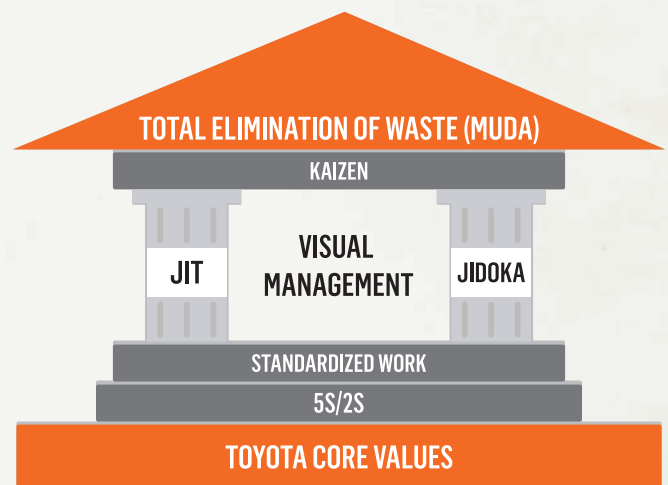 TOTAL ELIMINATION OF WASTE (MUDA)
KAIZEN
JIT
VISUAL
MANAGEMENT
JIDOKA
STANDARDIZED WORK
5S/2S
TOYOTA CORE VALUES